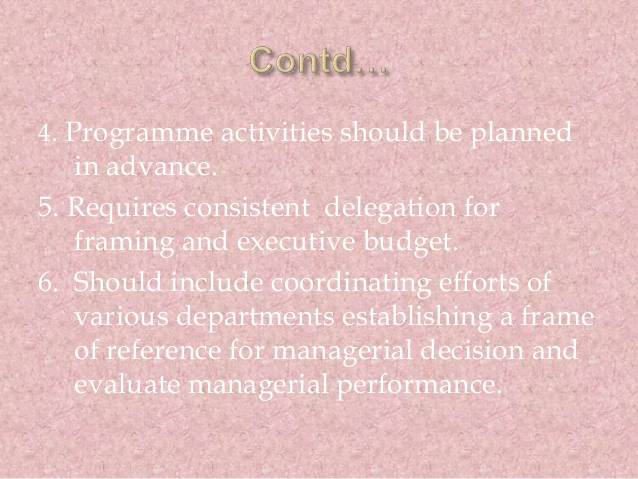 Contd...
4. Programme activities should be planned
in advance.
5. Requires consistent delegation for
framing and executive budget.
6. Should include coordinating efforts of
various departments establishing a frame
of reference for managerial decision and
evaluate managerial performance.